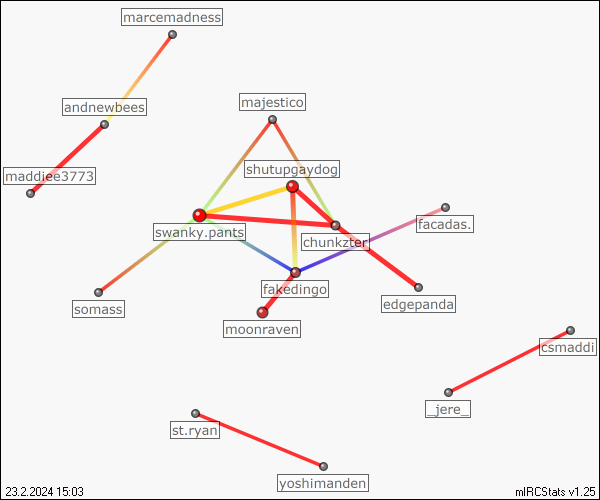 marcemadness
majestico
andnewbees
shutupgaydog
maddiee3773
facadas.
swanky.pants
chunkzter
fakedingo
edgepanda
somass
moonraven
csmaddi
_jere_
st.ryan
yoshimanden
23.2.2024 15:03
mIRCStats v1.25